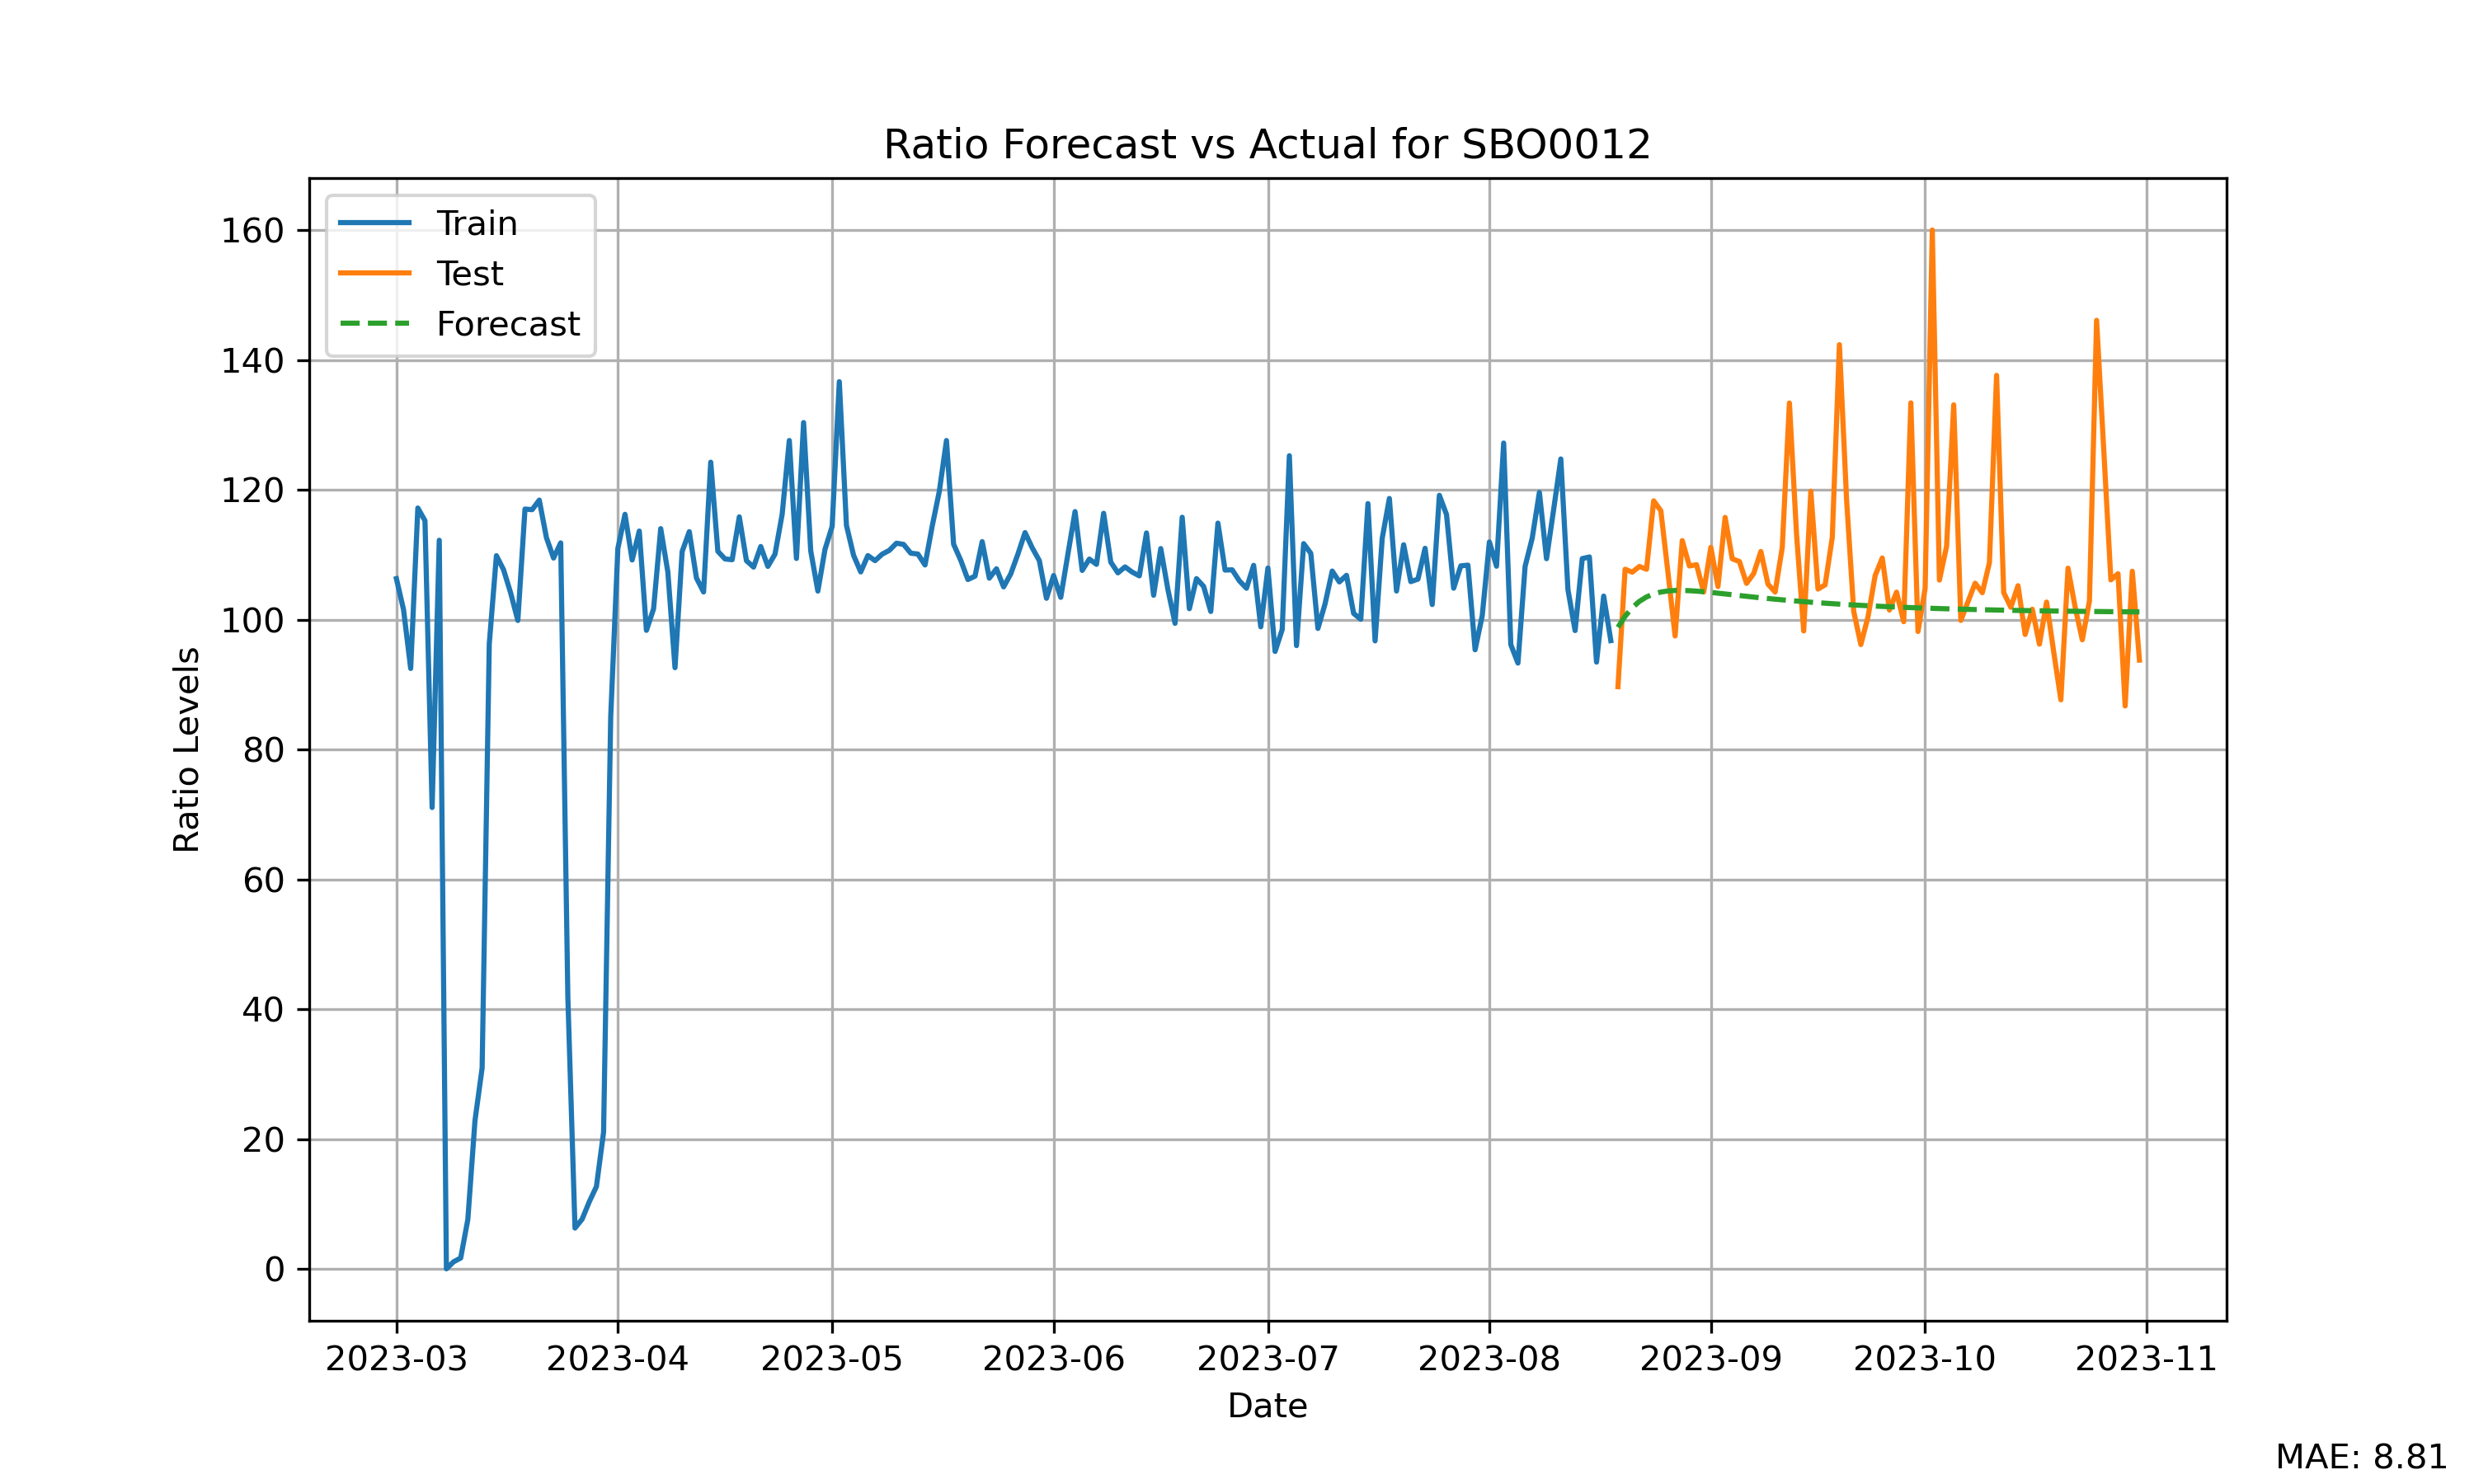 Ratio Forecast vs Actual for SBO0012
Train
Test
Forecast
160
140
120
100
80
60
40
20
0
Ratio Levels
2023-03 2023-04 2023-05 2023-06 2023-07 2023-08 2023-09 2023-10 2023-11
Date
MAE: 8.81